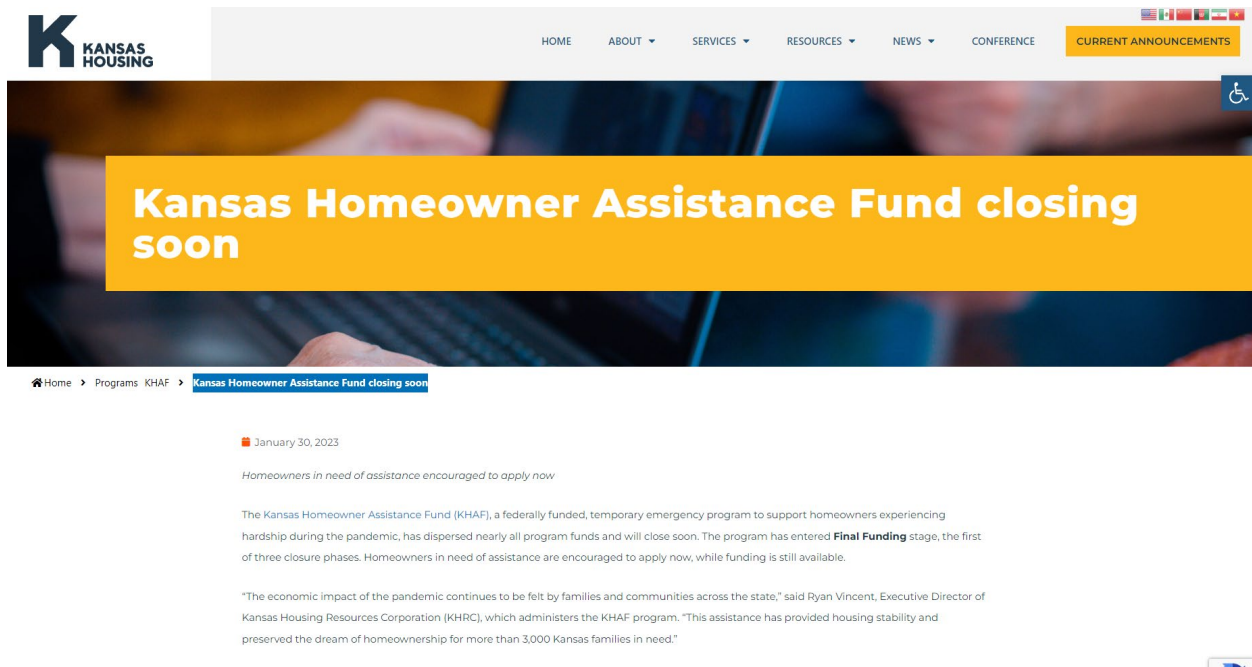 KANSAS
HOUSING
HOME ABOUT SERVICES RESOURCES NEWS CONFERENCE CURRENT ANNOUNCEMENTS
Kansas Homeowner Assistance Fund closing
soon
Home > Programs KHAF > Kansas Homeowner Assistance Fund closing soon
January 30, 2023
Homeowners in need of assistance encouraged to apply now
The Kansas Homeowner Assistance Fund (KHAF), a federally funded, temporary emergency program to support homeowners experiencing
hardship during the pandemic, has dispersed nearly all program funds and will close soon. The program has entered Final Funding stage, the first
of three closure phases. Homeowners in need of assistance are encouraged to apply now, while funding is still available.
“The economic impact of the pandemic continues to be felt by families and communities across the state,” said Ryan Vincent, Executive Director of
Kansas Housing Resources Corporation (KHRC), which administers the KHAF program. “This assistance has provided housing stability and
preserved the dream of homeownership for more than 3,000 Kansas families in need.”